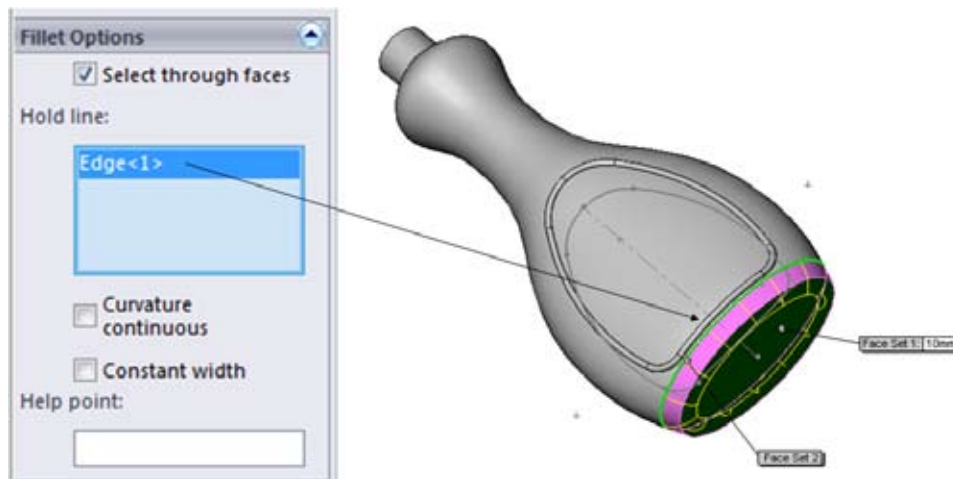 Fillet Options
Select through faces
Hold line:
Edge<1>
Curvature
continuous
Constant width
Help point:
Face Set 1: 10mm
Face Set 2